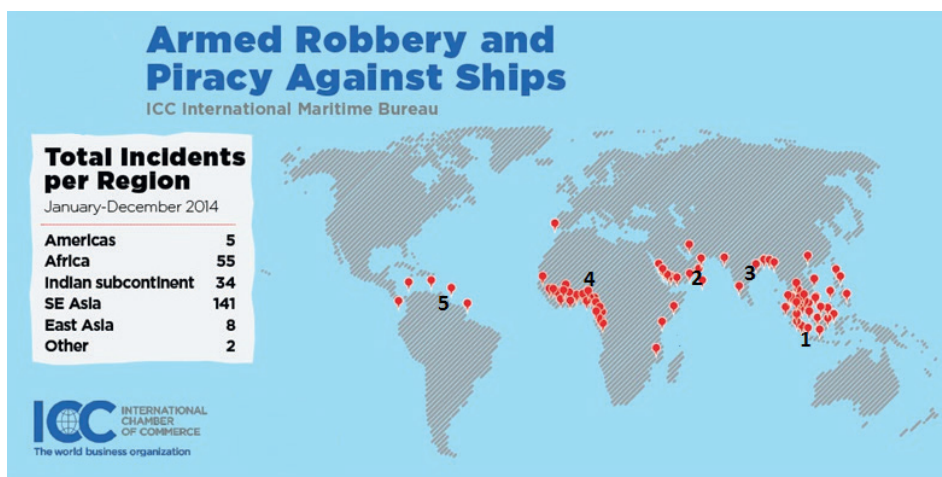 Armed Robbery and
Piracy Against Ships
ICC International Maritime Bureau
Total Incidents
per Region
January-December 2014
Americas 5
Africa 55
Indian subcontinent 34
SE Asia 141
East Asia 8
Other 2
4
3
2
5
1
ICC INTERNATIONAL
CHAMBER
OF COMMERCE
The world business organization